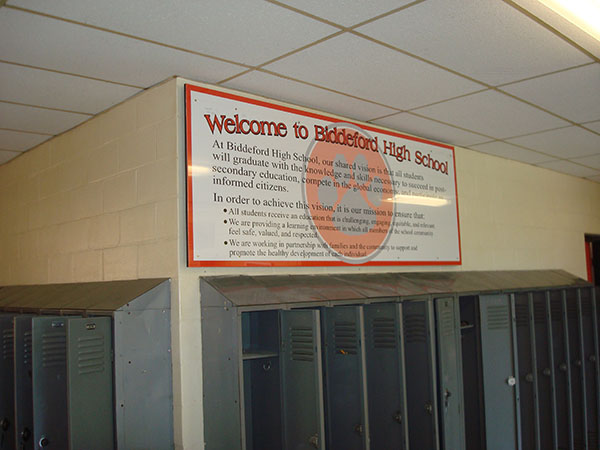 Welcome to Biddeford High School
At Biddeford High School, our shared vision is that all students
will graduate with the knowledge and skills necessary to succeed in post-
secondary education, compete in the global economy, and
informed citizens.
In order to achieve this vision, it is our mission to ensure that:
• All students receive an education that is challenging, engaging, equitable, and relevant
• We are providing a learning environment in which all members of the school community
feel safe, valued, and respected
• We are working in partnership with families and the community to support and
promote the healthy development of each individual